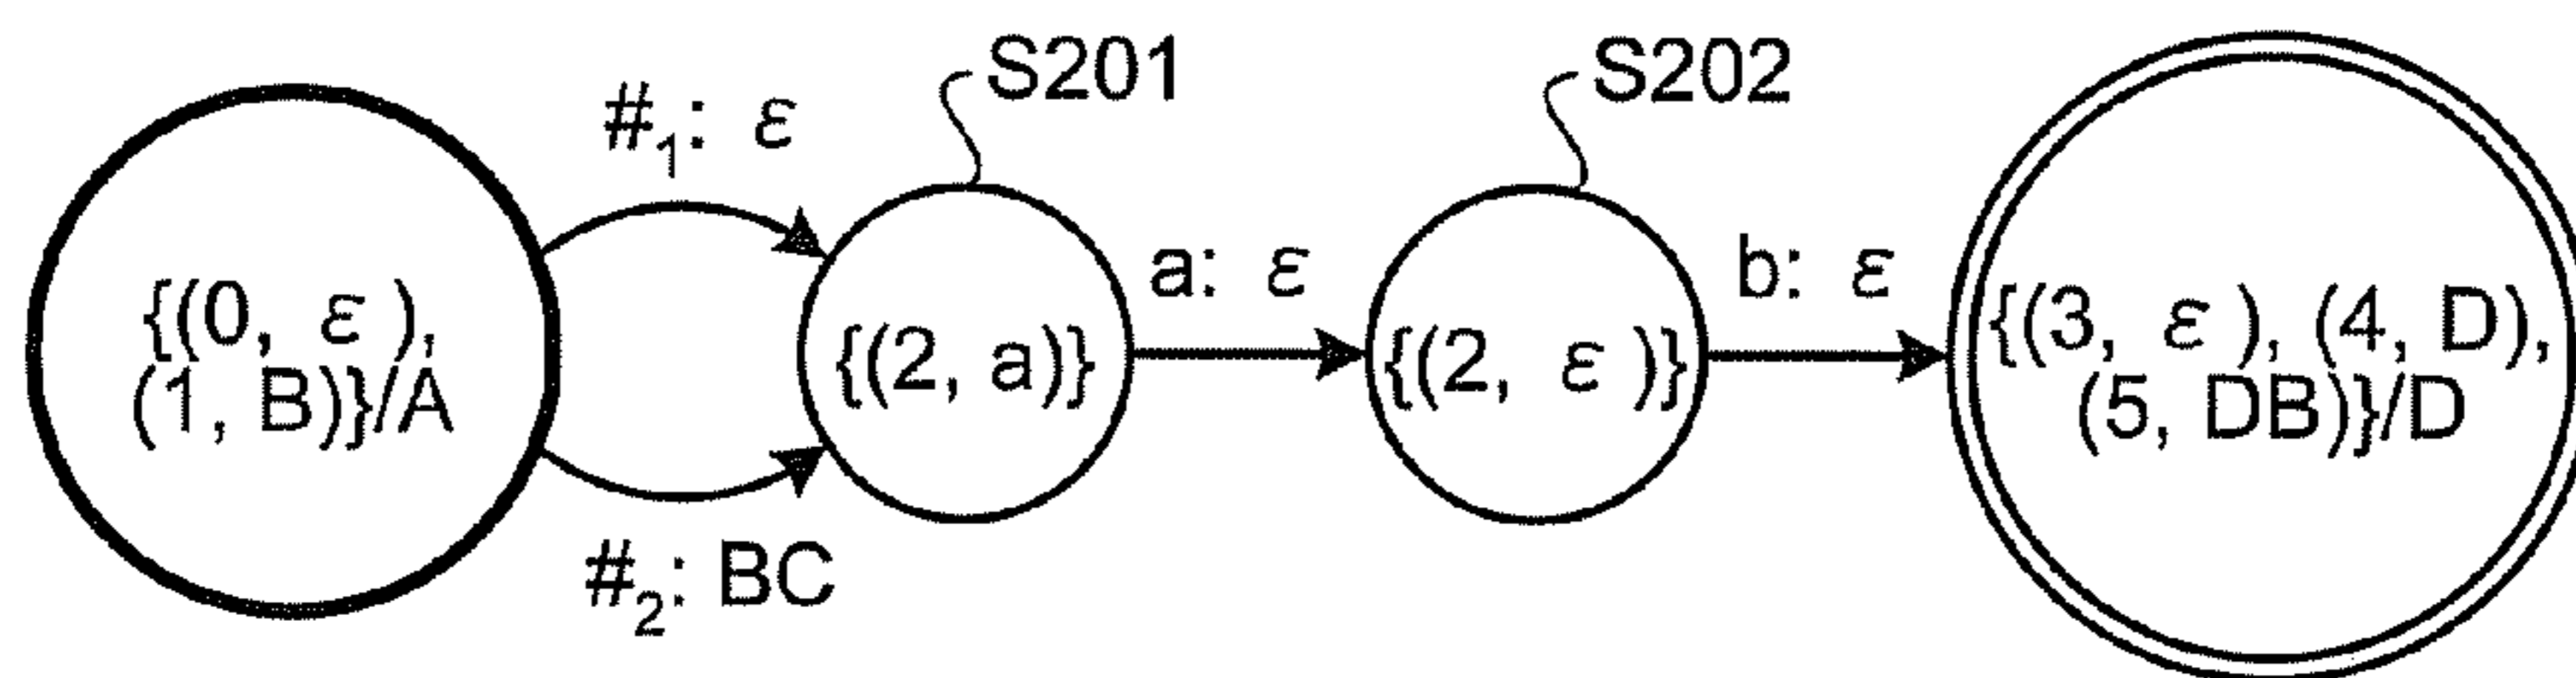 S201
S202
#₁: ε
a: ε
b: ε
{(0, ε),
(1, B)}/A
{(2, a)}
{(2, ε)}
{(3, ε), (4, D),
(5, DB)}/D
#₂: BC